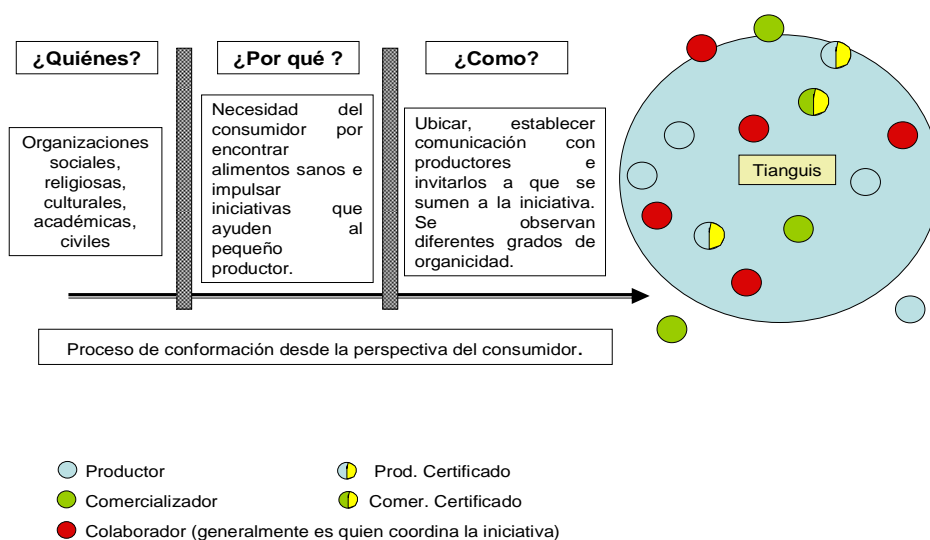 ¿Quiénes?
Organizaciones
sociales,
religiosas,
culturales,
académicas,
civiles
¿Por qué ?
Necesidad del
consumidor por
encontrar
alimentos sanos e
impulsar
iniciativas que
ayuden al
pequeño
productor.
¿Como?
Ubicar, establecer
comunicación con
productores e
invitarlos a que se
sumen a la iniciativa.
Se observan
diferentes grados de
organicidad.
Tianguis
Proceso de conformación desde la perspectiva del consumidor.
Productor
Prod. Certificado
Comercializador
Comer. Certificado
Colaborador (generalmente es quien coordina la iniciativa)